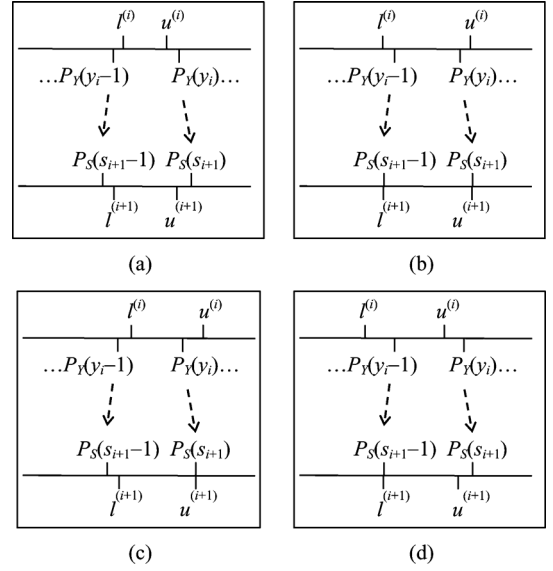 l^(i) u^(i)
…P_Y(y_i−1) P_Y(y_i)…
P_S(s_{i+1}−1) P_S(s_{i+1})
l^(i+1) u^(i+1)
(a)
l^(i) u^(i)
…P_Y(y_i−1) P_Y(y_i)…
P_S(s_{i+1}−1) P_S(s_{i+1})
l^(i+1) u^(i+1)
(b)
l^(i) u^(i)
…P_Y(y_i−1) P_Y(y_i)…
P_S(s_{i+1}−1) P_S(s_{i+1})
l^(i+1) u^(i+1)
(c)
l^(i) u^(i)
…P_Y(y_i−1) P_Y(y_i)…
P_S(s_{i+1}−1) P_S(s_{i+1})
l^(i+1) u^(i+1)
(d)